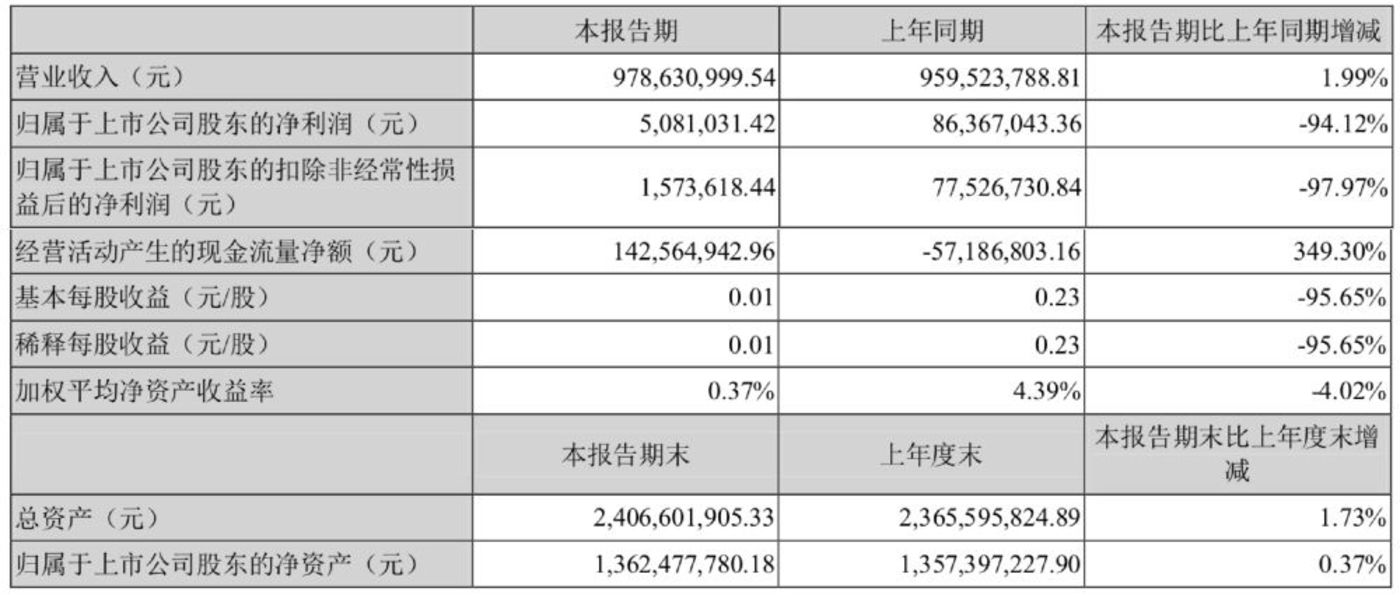 本报告期 上年同期 本报告期比上年同期增减
营业收入（元） 978,630,999.54 959,523,788.81 1.99%
归属于上市公司股东的净利润（元） 5,081,031.42 86,367,043.36 -94.12%
归属于上市公司股东的扣除非经常性损
益后的净利润（元） 1,573,618.44 77,526,730.84 -97.97%
经营活动产生的现金流量净额（元） 142,564,942.96 -57,186,803.16 349.30%
基本每股收益（元/股） 0.01 0.23 -95.65%
稀释每股收益（元/股） 0.01 0.23 -95.65%
加权平均净资产收益率 0.37% 4.39% -4.02%
本报告期末 上年度末 本报告期末比上年度末增
减
总资产（元） 2,406,601,905.33 2,365,595,824.89 1.73%
归属于上市公司股东的净资产（元） 1,362,477,780.18 1,357,397,227.90 0.37%